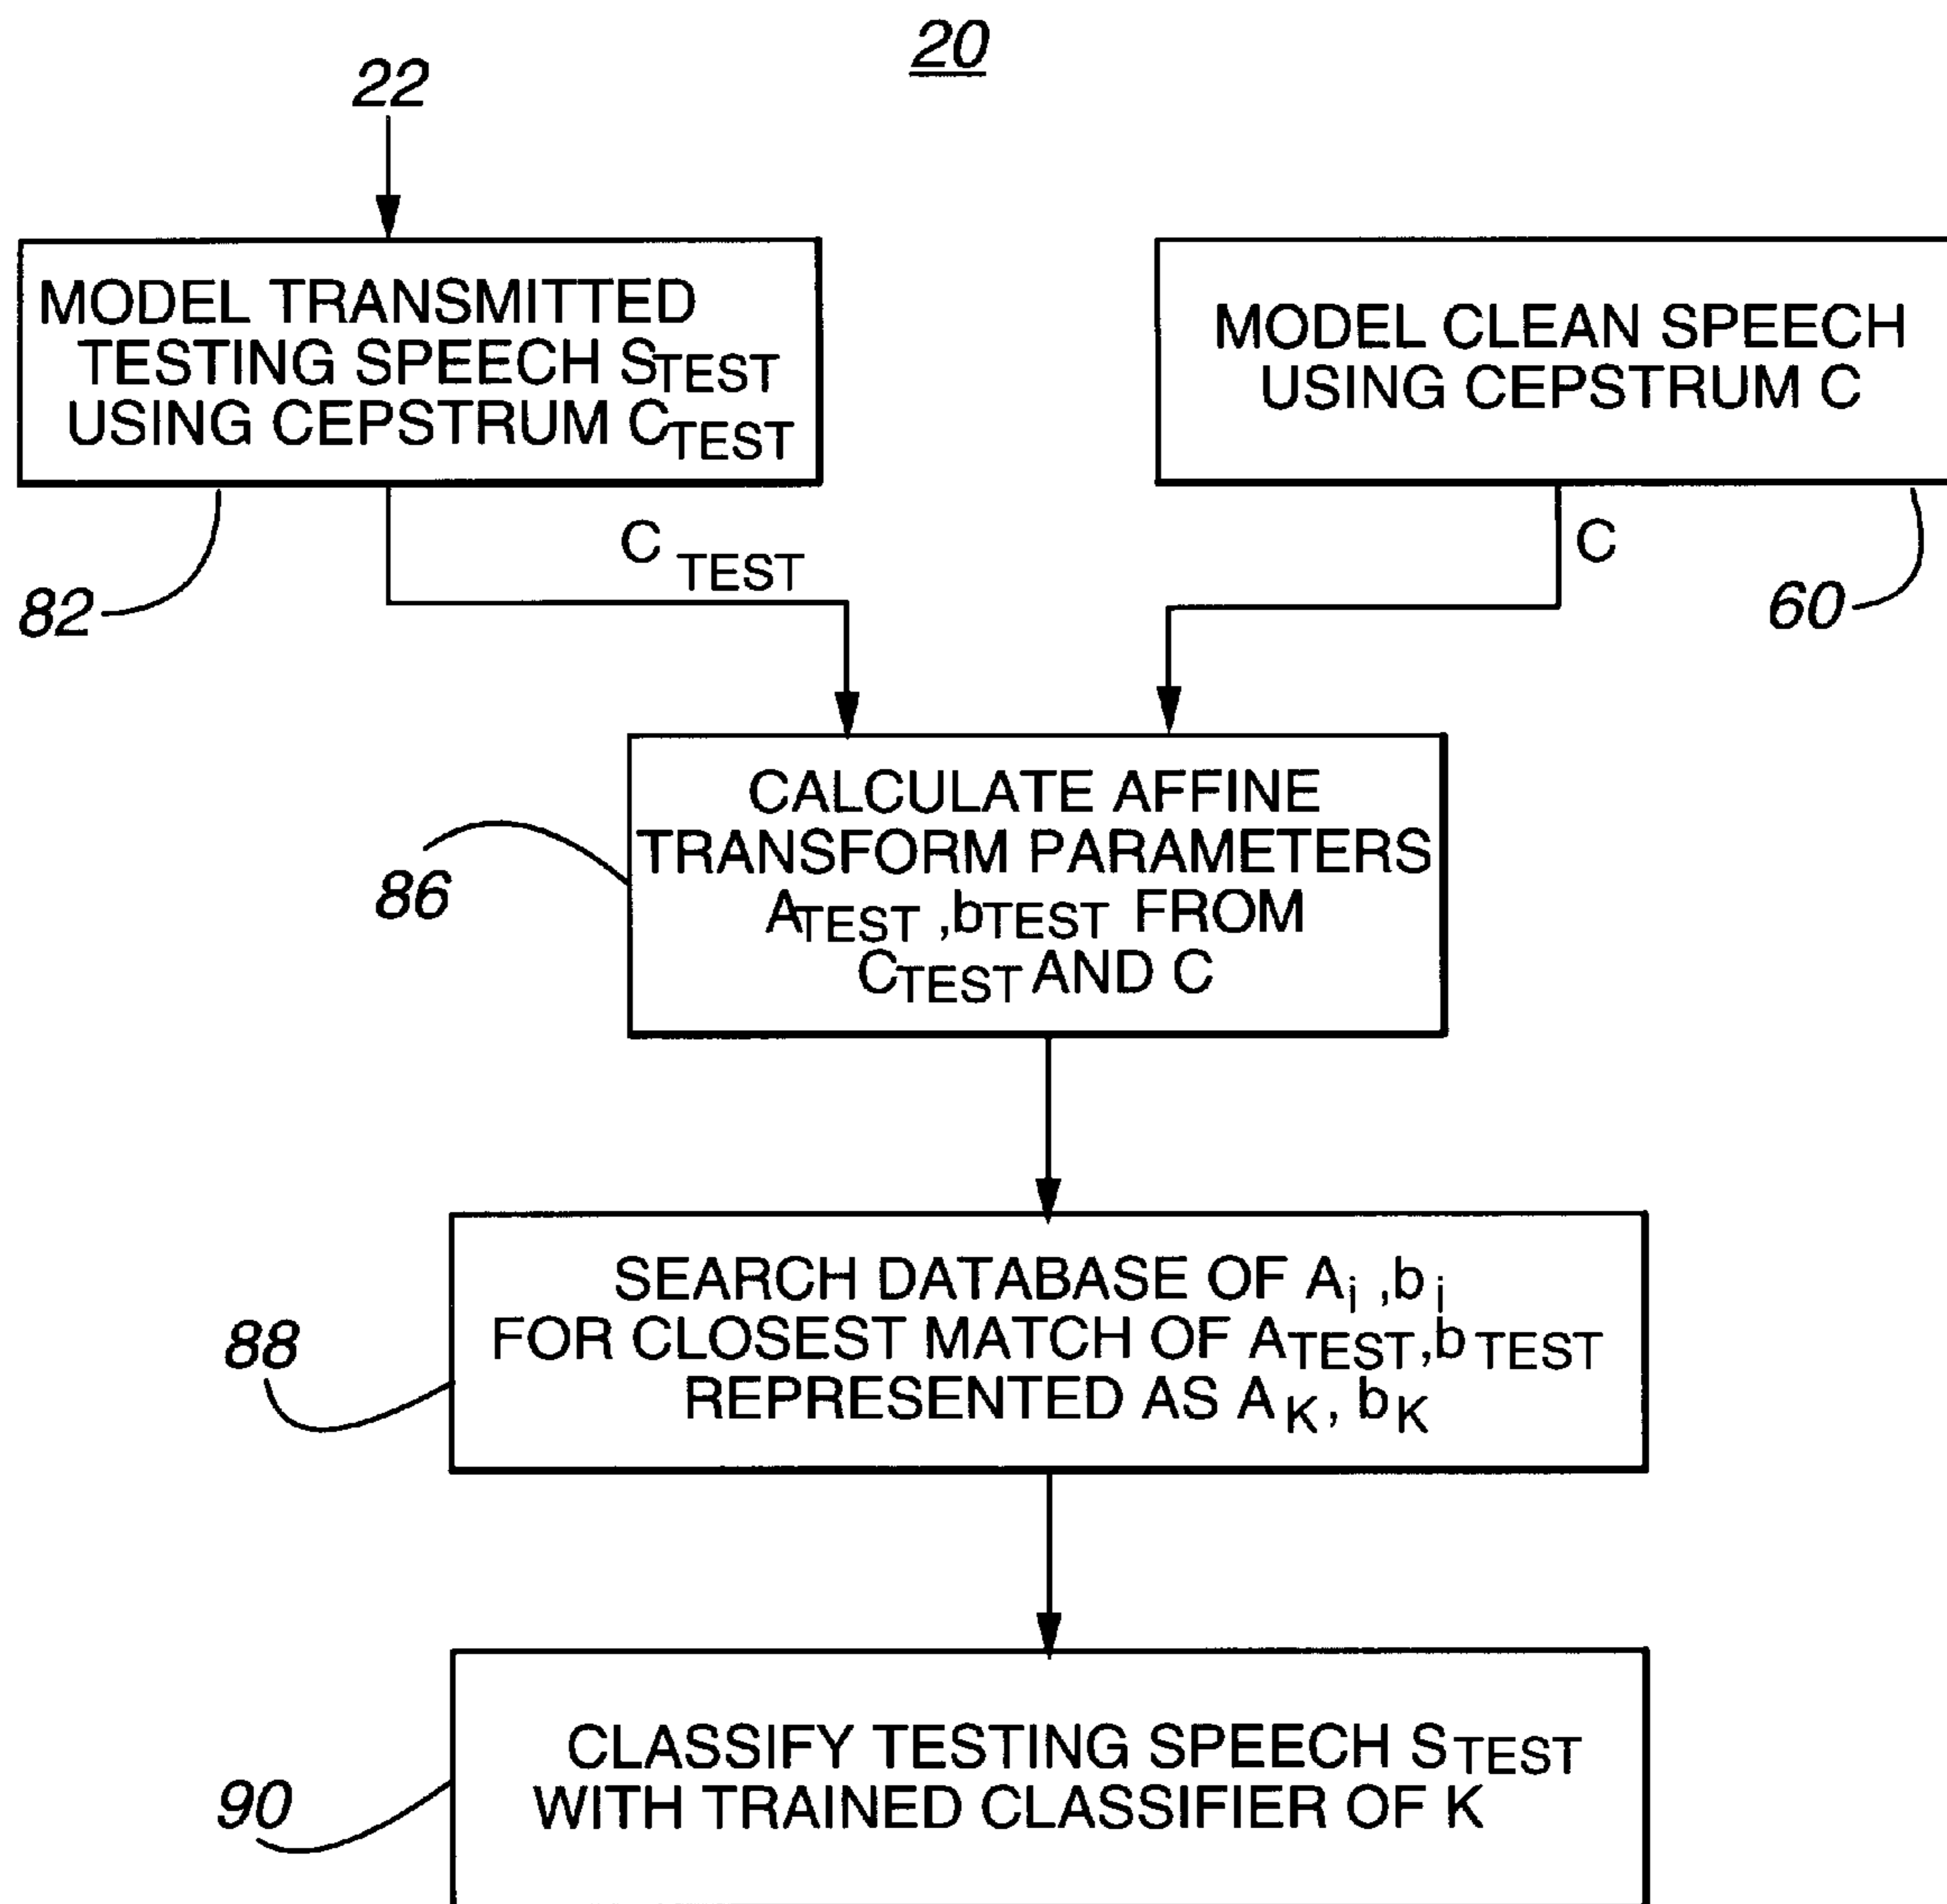 20
22
MODEL TRANSMITTED
TESTING SPEECH STEST
USING CEPSTRUM CTEST
MODEL CLEAN SPEECH
USING CEPSTRUM C
C TEST
C
82
60
CALCULATE AFFINE
TRANSFORM PARAMETERS
ATEST ,bTEST FROM
CTEST AND C
86
SEARCH DATABASE OF Ai ,bi
FOR CLOSEST MATCH OF ATEST,bTEST
REPRESENTED AS AK, bK
88
CLASSIFY TESTING SPEECH STEST
WITH TRAINED CLASSIFIER OF K
90